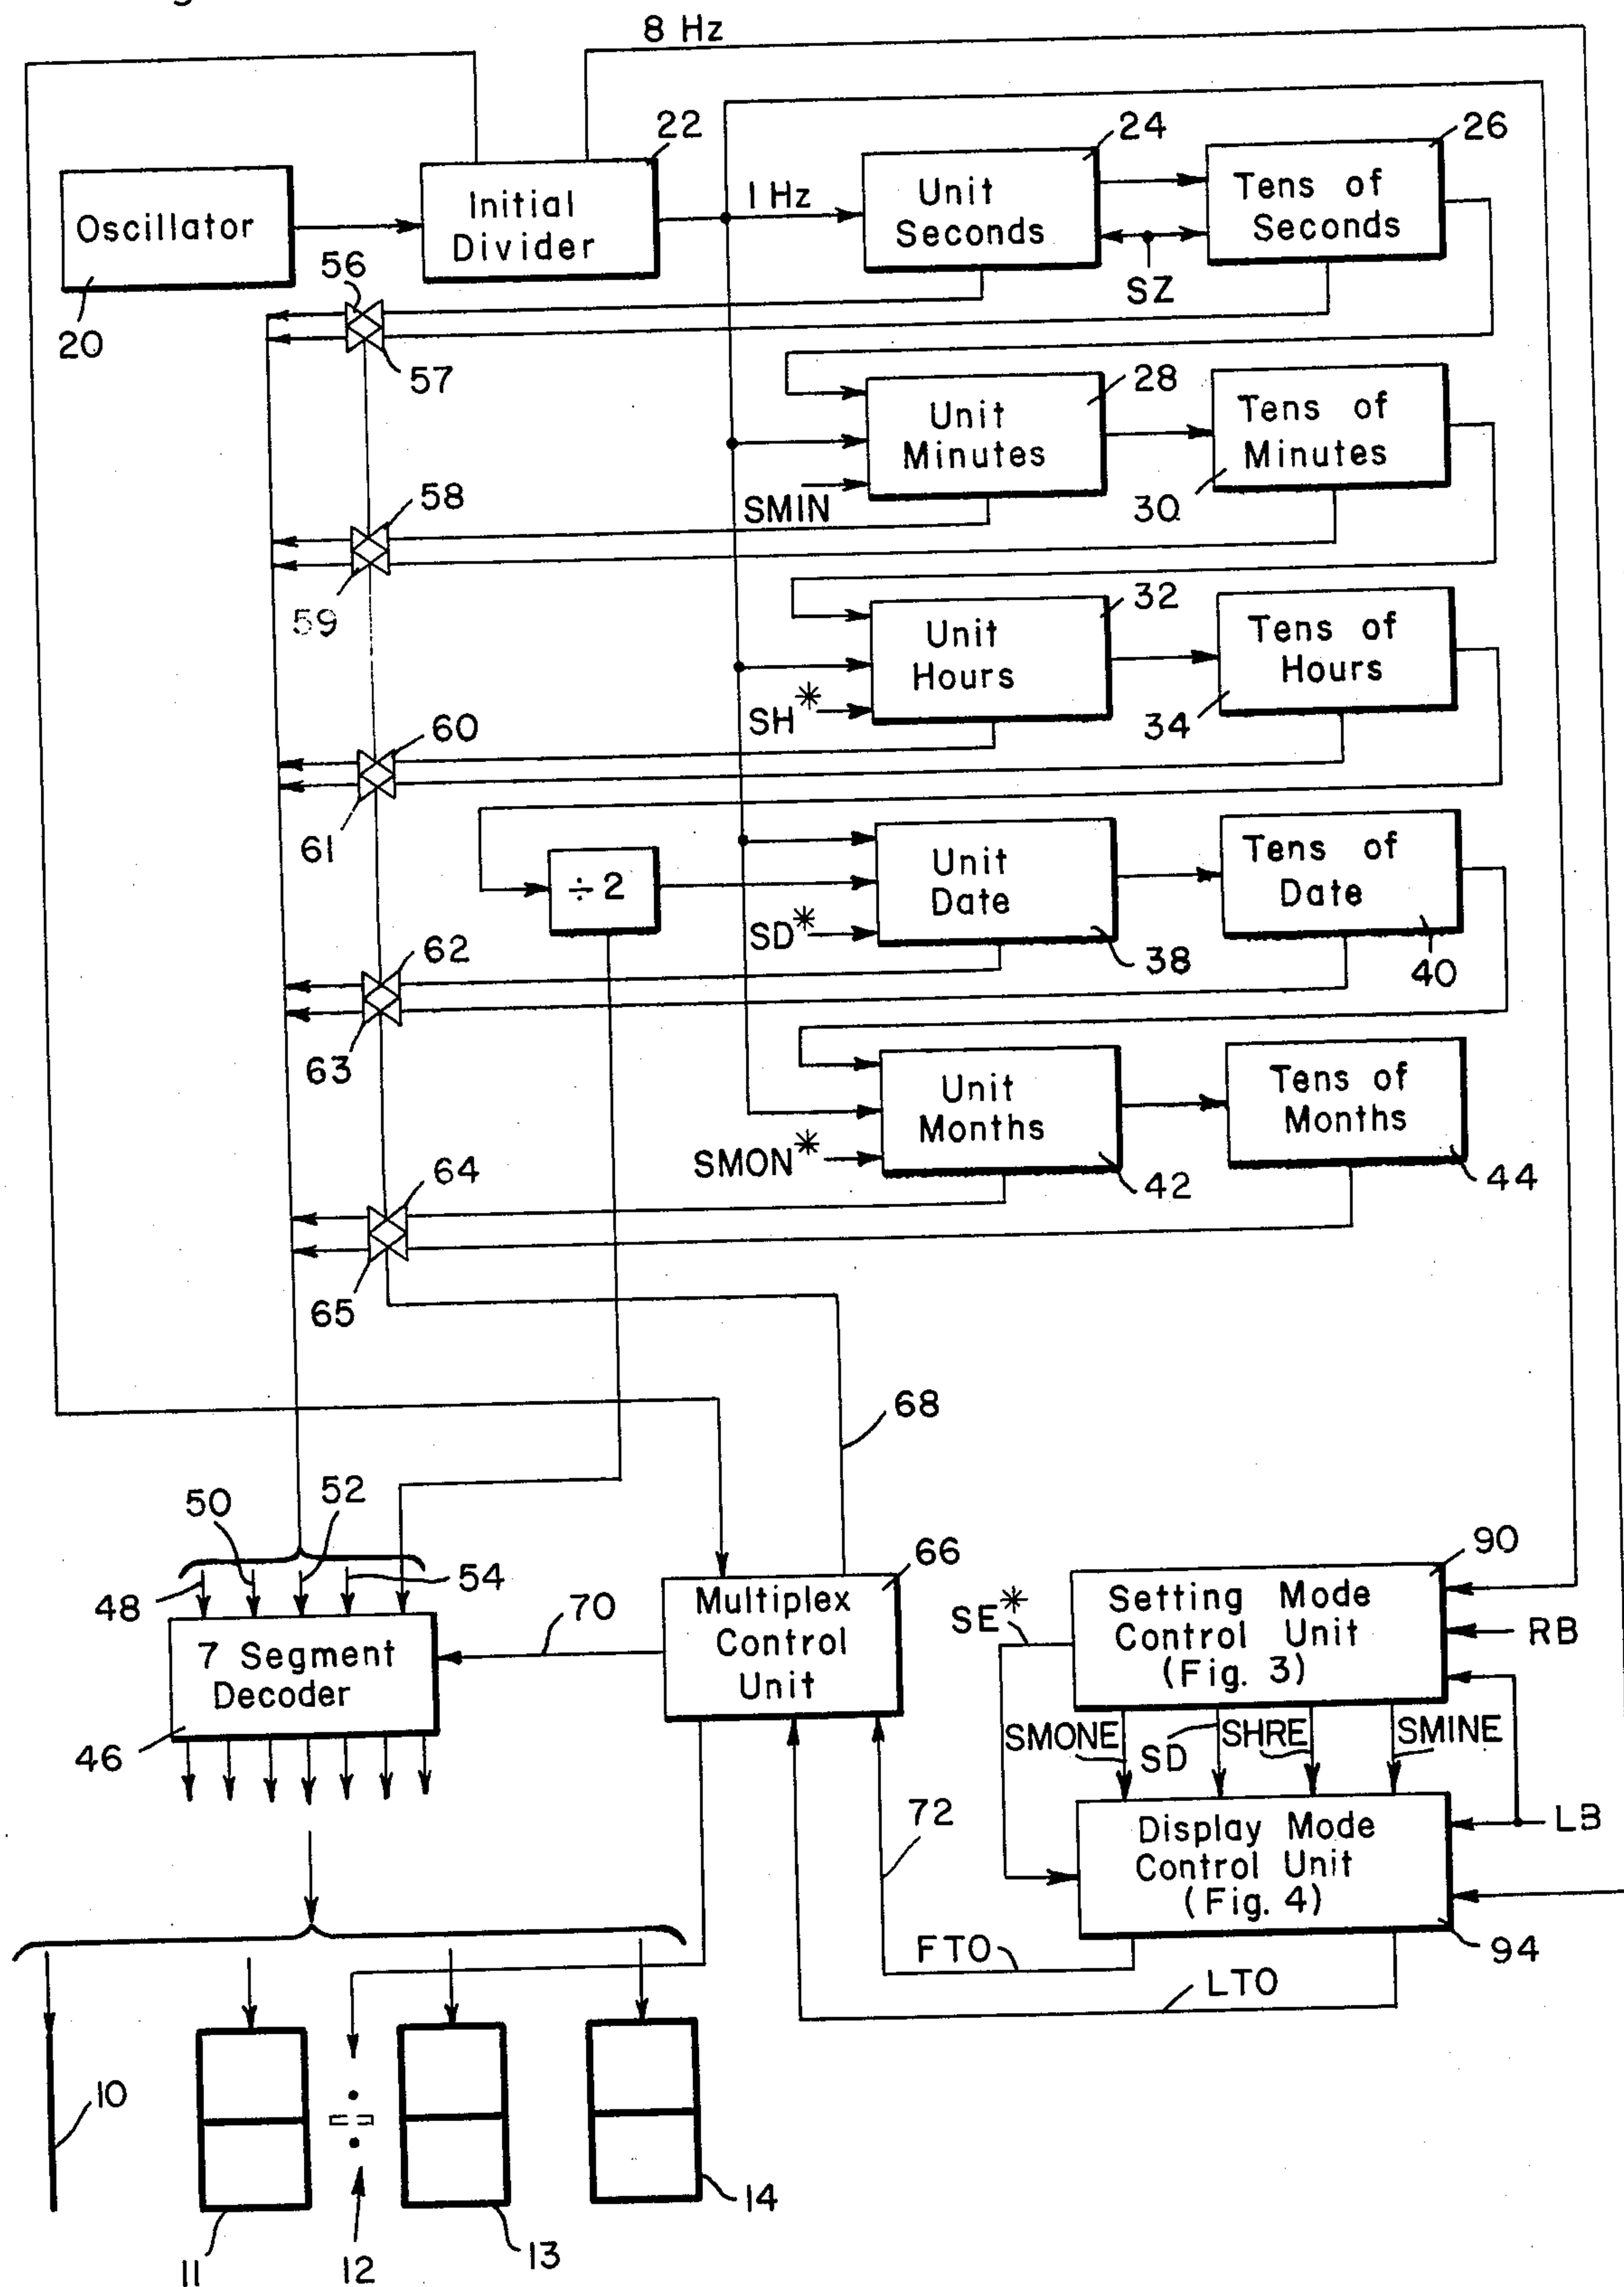 8 Hz
22
24
26
Oscillator
Initial
Divider
1 Hz
Unit
Seconds
Tens of
Seconds
SZ
20
56
57
28
Unit
Minutes
Tens of
Minutes
SMIN
30
58
59
32
Unit
Hours
Tens of
Hours
SH*
34
60
61
÷2
Unit
Date
Tens of
Date
SD*
38
40
62
63
Unit
Months
Tens of
Months
SMON*
42
44
64
65
68
50
52
48
54
70
66
Multiplex
Control
Unit
7 Segment
Decoder
46
90
SE*
Setting Mode
Control Unit
(Fig. 3)
RB
SMONE
SD
SHRE
SMINE
LB
72
Display Mode
Control Unit
(Fig. 4)
94
FTO
LTO
10
11
12
13
14